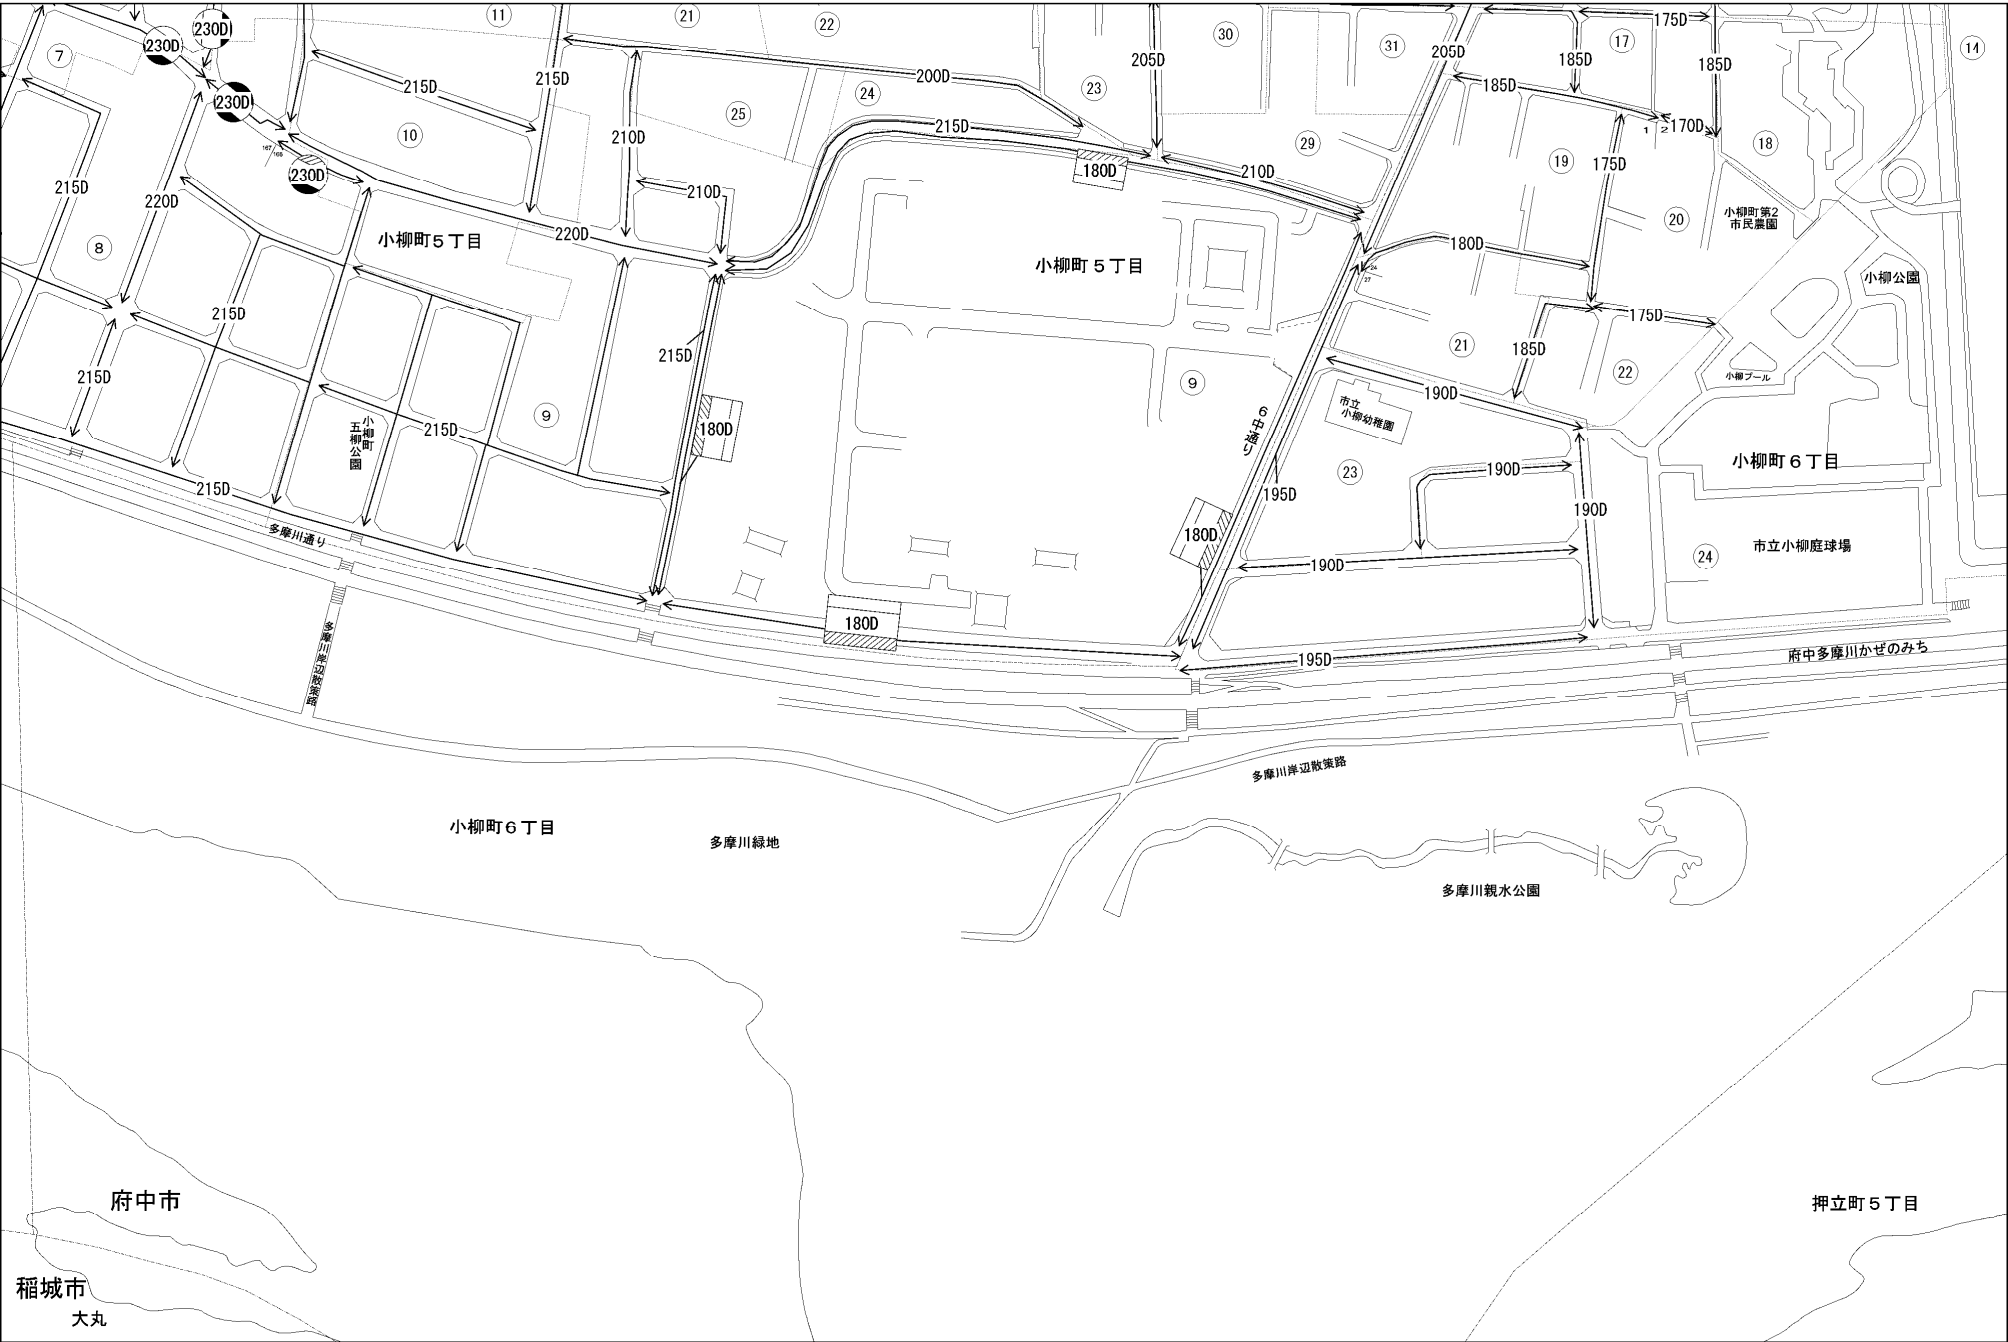 ⑪
㉑
㉒
175D
230D
230D
⑦
㉚
㉛
⑰
⑭
205D
205D
185D
185D
215D
215D
200D
185D
230D
㉔
㉓
⑩
㉕
210D
215D
170D
1 2
⑱
㉙
167
168
230D
180D
210D
⑲
175D
215D
220D
210D
小柳町第2
市民農園
⑳
220D
小柳町5丁目
⑧
180D
小柳町5丁目
24
27
小柳公園
215D
175D
㉑
185D
215D
215D
㉒
小柳プール
⑨
190D
市立
小柳幼稚園
⑨
小柳町
五柳公園
215D
180D
6中通り
㉓
190D
小柳町6丁目
215D
195D
190D
多摩川通り
180D
190D
㉔
市立小柳庭球場
180D
195D
府中多摩川かぜのみち
多摩川岸辺散策路
多摩川岸辺散策路
小柳町6丁目
多摩川緑地
多摩川親水公園
府中市
押立町5丁目
稲城市
大丸